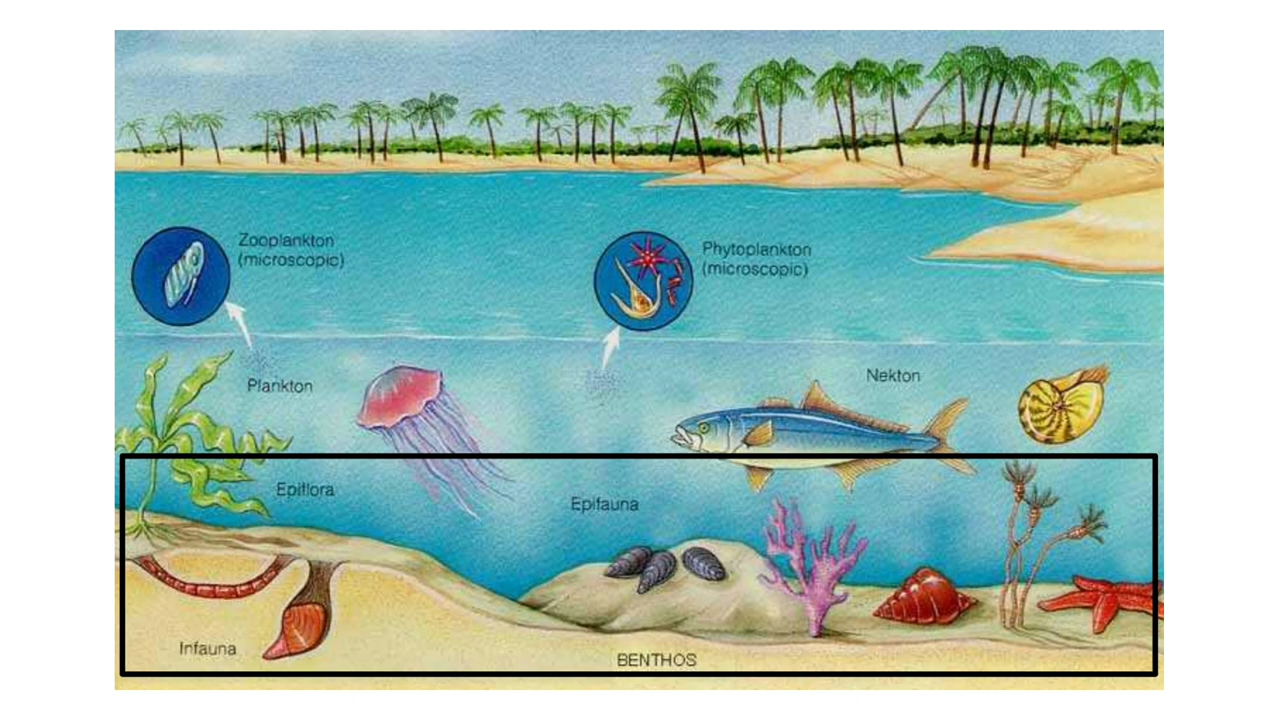 Zooplankton
(microscopic)
Phytoplankton
(microscopic)
Plankton
Nekton
Epiflora
Epifauna
Infauna
BENTHOS